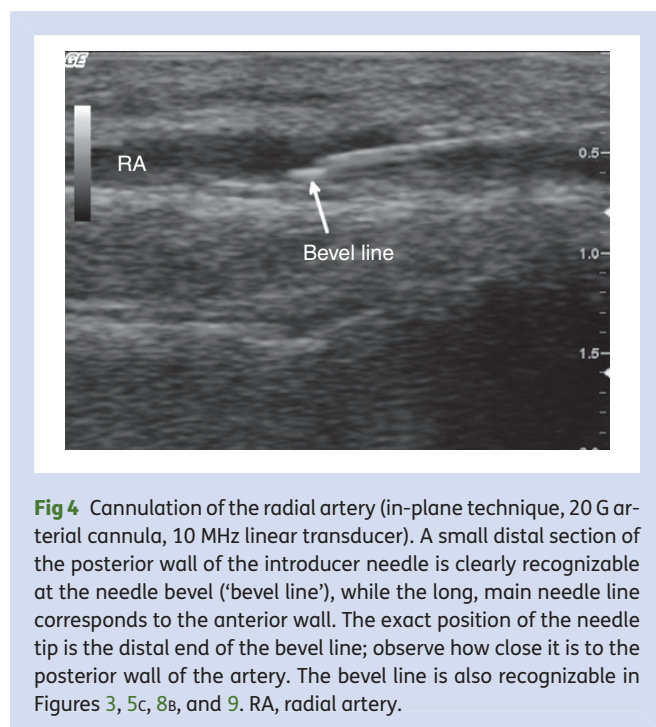 GE
RA
0.5
Bevel line
1.0
1.5
Fig 4 Cannulation of the radial artery (in-plane technique, 20 G ar-
terial cannula, 10 MHz linear transducer). A small distal section of
the posterior wall of the introducer needle is clearly recognizable
at the needle bevel (‘bevel line’), while the long, main needle line
corresponds to the anterior wall. The exact position of the needle
tip is the distal end of the bevel line; observe how close it is to the
posterior wall of the artery. The bevel line is also recognizable in
Figures 3, 5C, 8B, and 9. RA, radial artery.